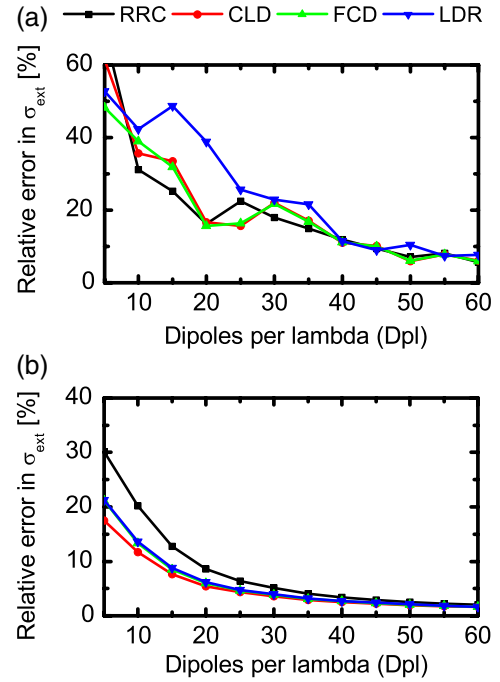 (a) RRC CLD FCD LDR
Relative error in σext [%]
60
40
20
0
10 20 30 40 50 60
Dipoles per lambda (Dpl)
(b)
Relative error in σext [%]
40
30
20
10
0
10 20 30 40 50 60
Dipoles per lambda (Dpl)